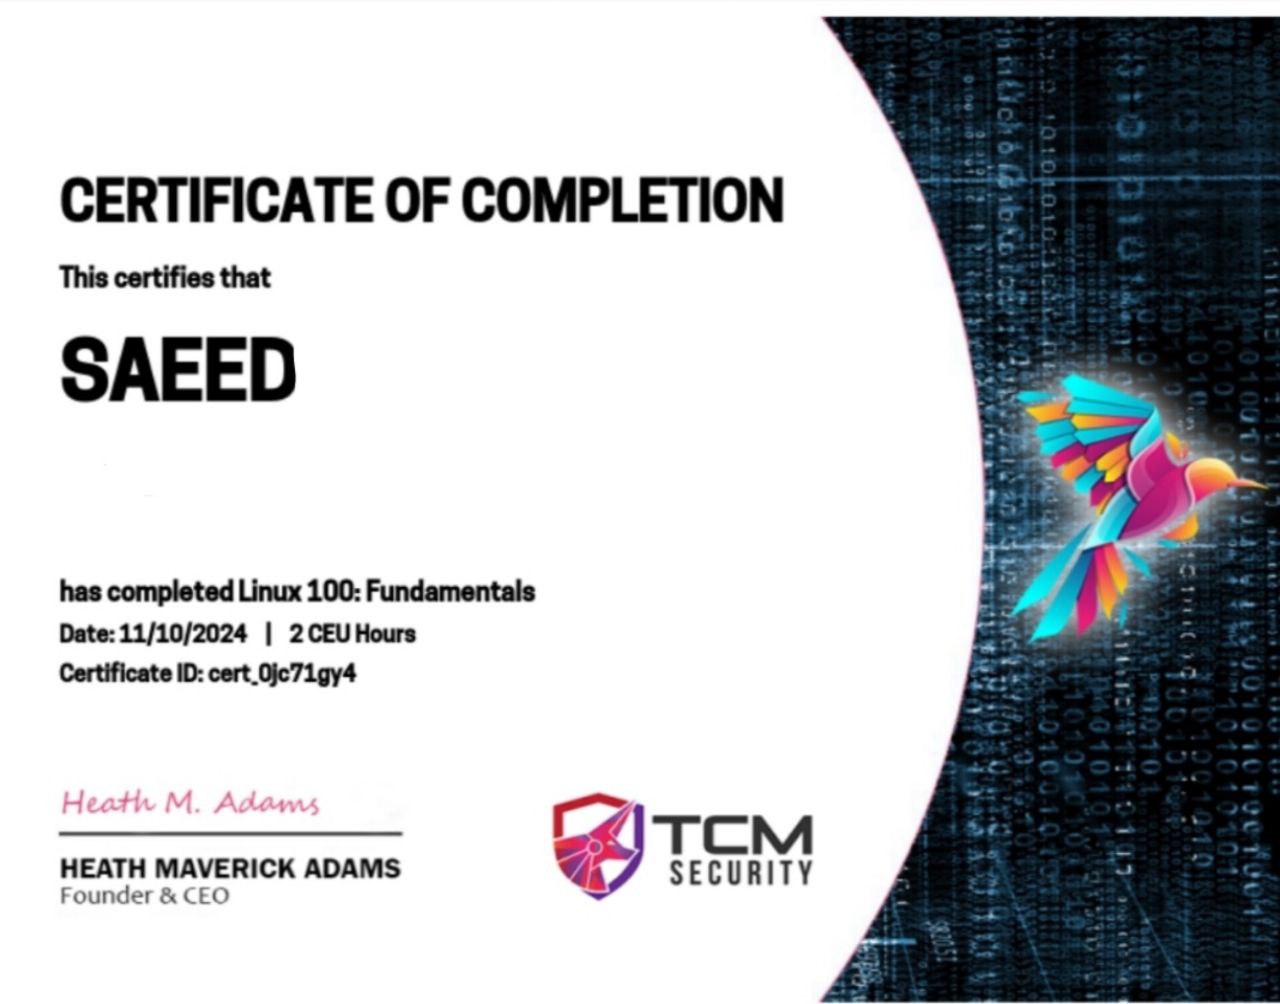 CERTIFICATE OF COMPLETION
This certifies that
SAEED
has completed Linux 100: Fundamentals
Date: 11/10/2024 | 2 CEU Hours
Certificate ID: cert_0jc71gy4
Heath M. Adams
HEATH MAVERICK ADAMS
Founder & CEO
TCM
SECURITY